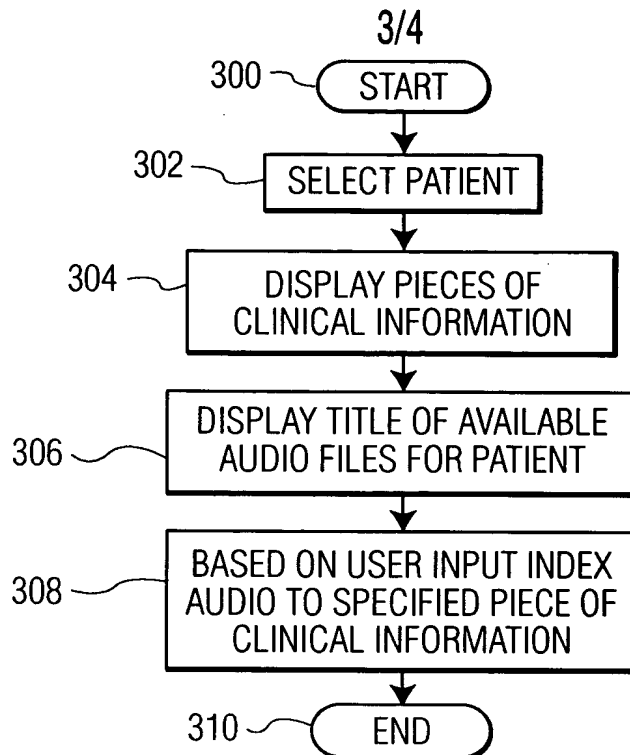 3/4
300
START
302
SELECT PATIENT
304
DISPLAY PIECES OF
CLINICAL INFORMATION
306
DISPLAY TITLE OF AVAILABLE
AUDIO FILES FOR PATIENT
308
BASED ON USER INPUT INDEX
AUDIO TO SPECIFIED PIECE OF
CLINICAL INFORMATION
310
END